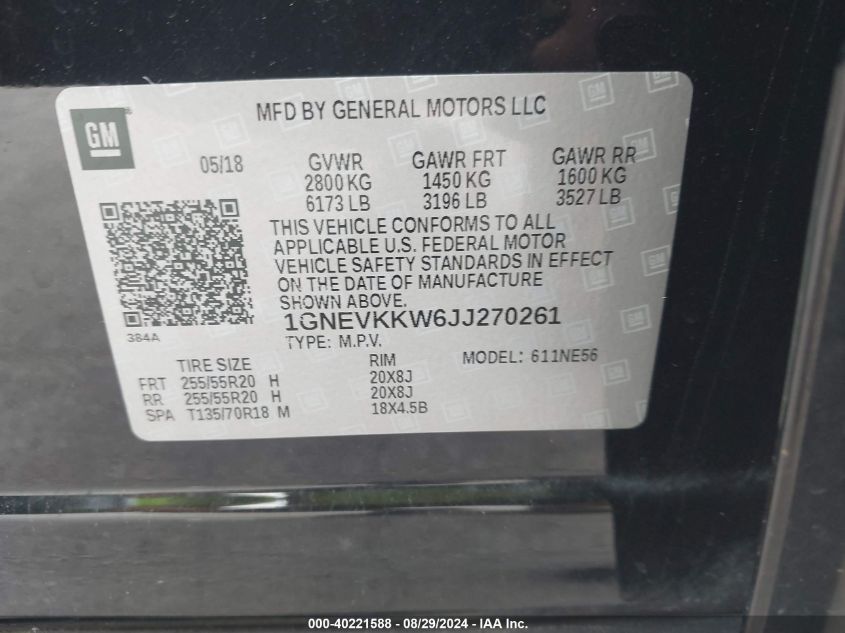 MFD BY GENERAL MOTORS LLC
GM
05/18
GVWR GAWR FRT GAWR RR
2800 KG 1450 KG 1600 KG
6173 LB 3196 LB 3527 LB
THIS VEHICLE CONFORMS TO ALL
APPLICABLE U.S. FEDERAL MOTOR
VEHICLE SAFETY STANDARDS IN EFFECT
ON THE DATE OF MANUFACTURE
SHOWN ABOVE.
384A
1GNEVKKW6JJ270261
TYPE: M.P.V. MODEL: 611NE56
TIRE SIZE RIM
FRT 255/55R20 H 20X8J
RR 255/55R20 H 20X8J
SPA T135/70R18 M 18X4.5B
000-40221588 - 08/29/2024 - IAA Inc.